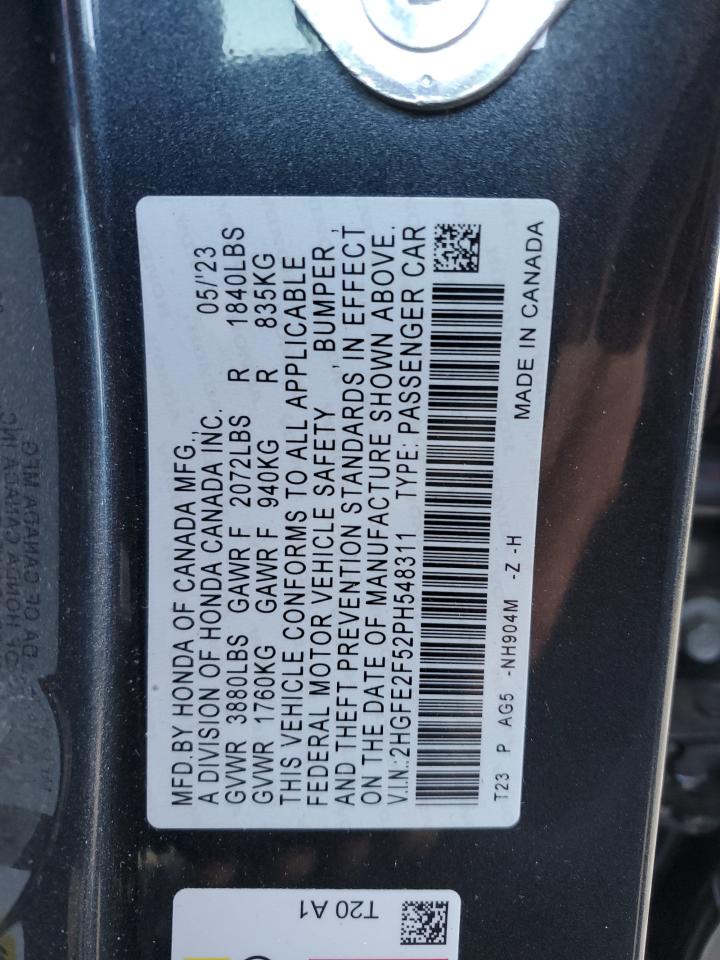 MFD.BY HONDA OF CANADA MFG.,
A DIVISION OF HONDA CANADA INC. 05/'23
GVWR 3880LBS GAWR F 2072LBS R 1840LBS
GVWR 1760KG GAWR F 940KG R 835KG
THIS VEHICLE CONFORMS TO ALL APPLICABLE
FEDERAL MOTOR VEHICLE SAFETY , BUMPER ,
AND THEFT PREVENTION STANDARDS IN EFFECT
ON THE DATE OF MANUFACTURE SHOWN ABOVE.
V.I.N.:2HGFE2F52PH548311 TYPE: PASSENGER CAR
T23 P AG5 -NH904M -Z -H
MADE IN CANADA
T20 A1